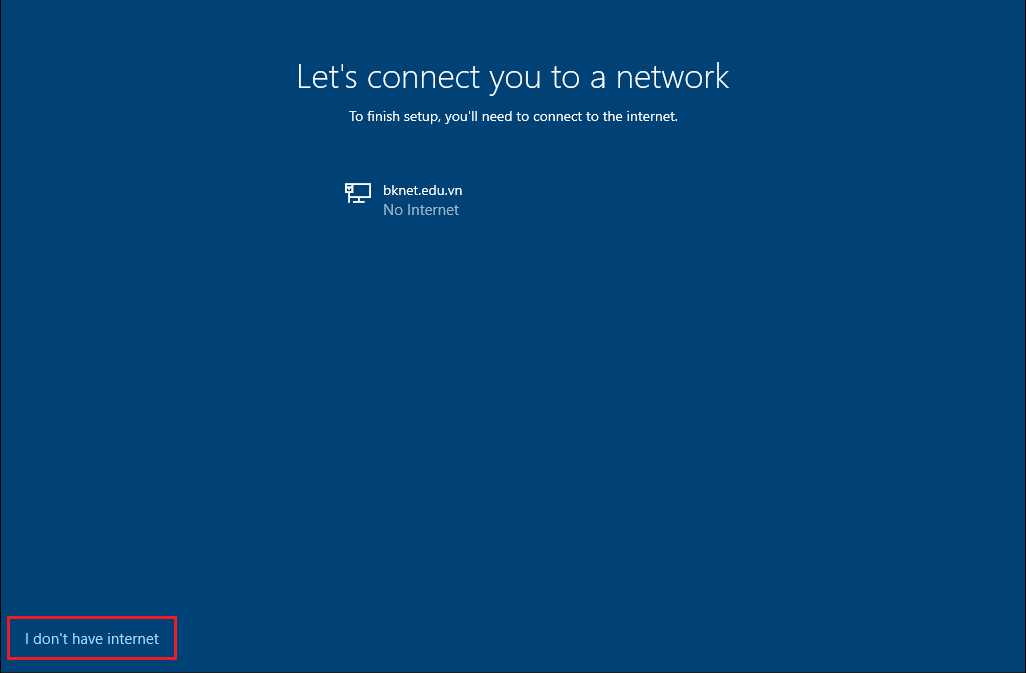 Let's connect you to a network
To finish setup, you'll need to connect to the internet.
bknet.edu.vn
No Internet
I don't have internet